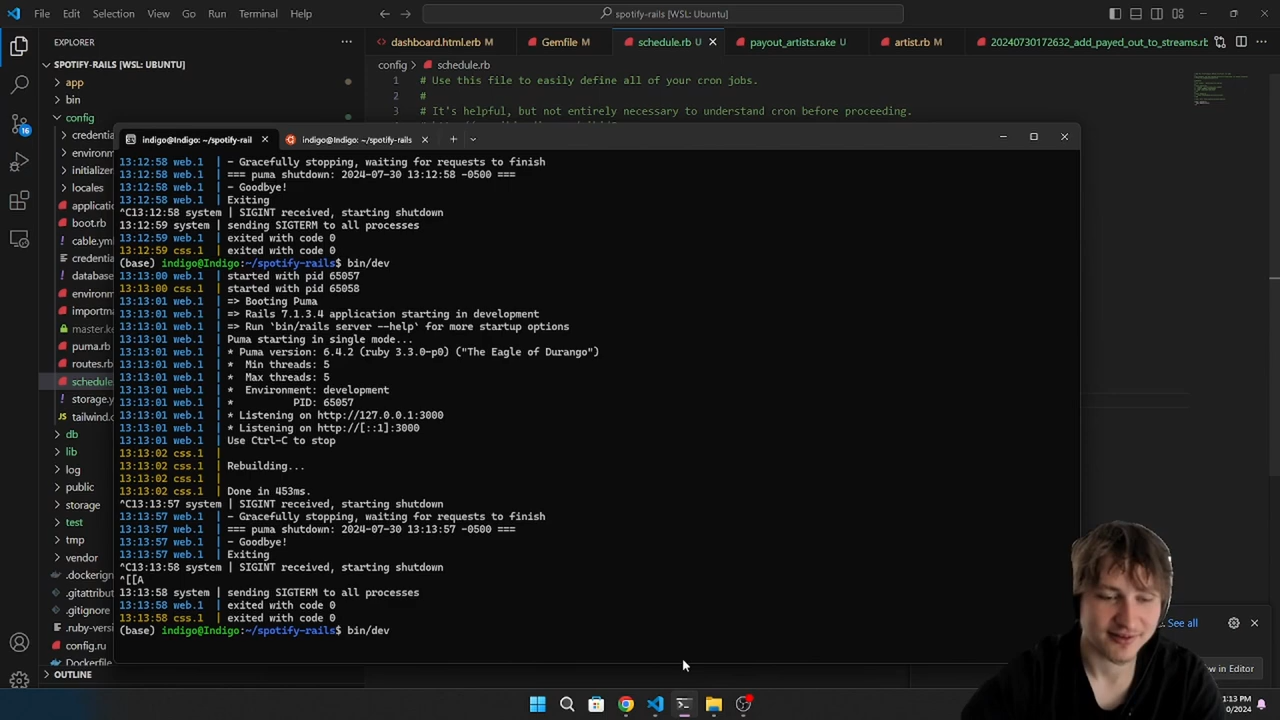 File Edit Selection View Go Run Terminal Help
spotify-rails [WSL: Ubuntu]
EXPLORER
dashboard.html.erb M
Gemfile M
schedule.rb U
payout_artists.rake U
artist.rb M
20240730172632_add_payed_out_to_streams.rb
SPOTIFY-RAILS [WSL: UBUNTU]
config > schedule.rb
app
bin
config
1 # Use this file to easily define all of your cron jobs.
2 #
3 # It's helpful, but not entirely necessary to understand cron before proceeding.
16
locales
boot.rb
puma.rb
db
lib
log
public
storage
test
tmp
vendor
config.ru
Dockerfile
OUTLINE
indigo@Indigo: ~/spotify-rail
indigo@Indigo: ~/spotify-rails
13:12:58 web.1 | - Gracefully stopping, waiting for requests to finish
13:12:58 web.1 | === puma shutdown: 2024-07-30 13:12:58 -0500 ===
13:12:58 web.1 | - Goodbye!
13:12:58 web.1 | Exiting
^C13:12:58 system | SIGINT received, starting shutdown
13:12:59 system | sending SIGTERM to all processes
13:12:59 web.1 | exited with code 0
13:12:59 css.1 | exited with code 0
(base) indigo@Indigo:~/spotify-rails$ bin/dev
13:13:00 web.1 | started with pid 65057
13:13:00 css.1 | started with pid 65058
13:13:01 web.1 | => Booting Puma
13:13:01 web.1 | => Rails 7.1.3.4 application starting in development
13:13:01 web.1 | => Run `bin/rails server --help` for more startup options
13:13:01 web.1 | Puma starting in single mode...
13:13:01 web.1 | * Puma version: 6.4.2 (ruby 3.3.0-p0) ("The Eagle of Durango")
13:13:01 web.1 | * Min threads: 5
13:13:01 web.1 | * Max threads: 5
13:13:01 web.1 | * Environment: development
13:13:01 web.1 | * PID: 65057
13:13:01 web.1 | * Listening on http://127.0.0.1:3000
13:13:01 web.1 | * Listening on http://[::1]:3000
13:13:01 web.1 | Use Ctrl-C to stop
13:13:02 css.1 |
13:13:02 css.1 | Rebuilding...
13:13:02 css.1 |
13:13:02 css.1 | Done in 453ms.
^C13:13:57 system | SIGINT received, starting shutdown
13:13:57 web.1 | - Gracefully stopping, waiting for requests to finish
13:13:57 web.1 | === puma shutdown: 2024-07-30 13:13:57 -0500 ===
13:13:57 web.1 | - Goodbye!
13:13:57 web.1 | Exiting
^C13:13:58 system | SIGINT received, starting shutdown
^[[A
13:13:58 system | sending SIGTERM to all processes
13:13:58 web.1 | exited with code 0
13:13:58 css.1 | exited with code 0
(base) indigo@Indigo:~/spotify-rails$ bin/dev
See all
in Editor